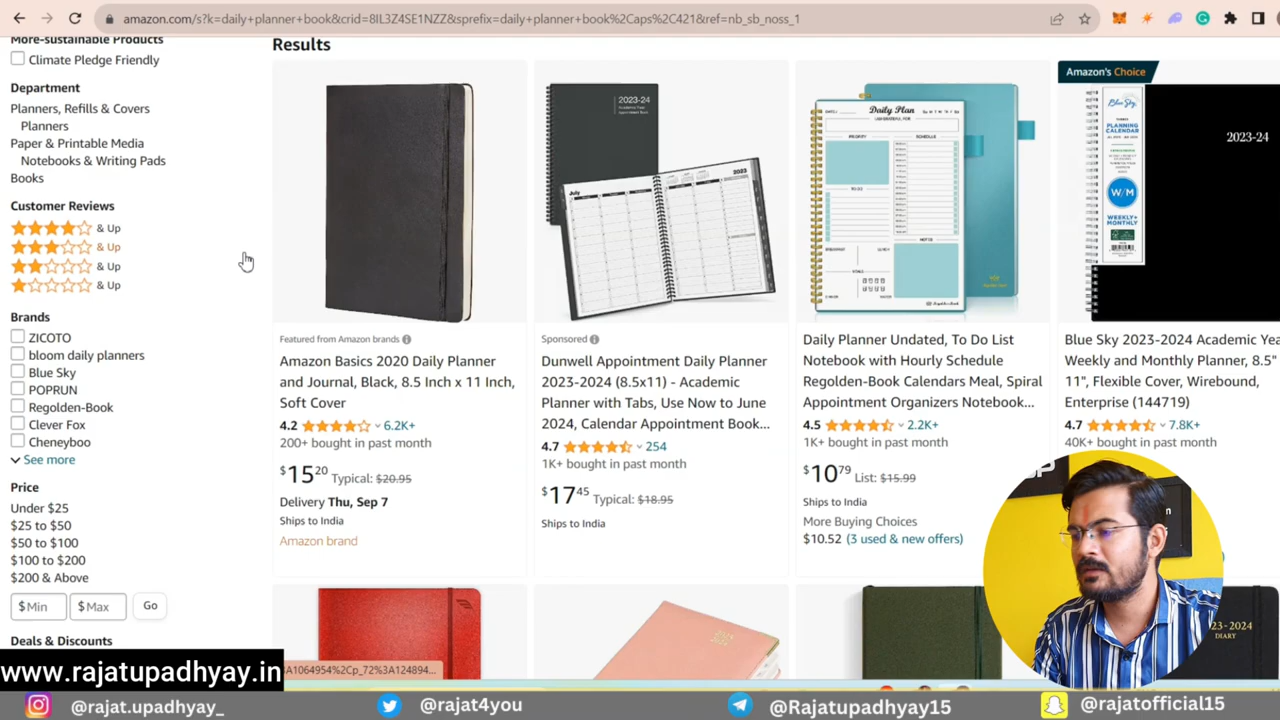 amazon.com/s?k=daily+planner+book&crid=8IL3Z4SE1NZZ&sprefix=daily+planner+book%2Caps%2C421&ref=nb_sb_noss_1
More-sustainable Products
Climate Pledge Friendly
Department
Planners, Refills & Covers
Planners
Paper & Printable Media
Notebooks & Writing Pads
Books
Customer Reviews
& Up
& Up
& Up
& Up
Brands
ZICOTO
bloom daily planners
Blue Sky
POPRUN
Regolden-Book
Clever Fox
Cheneyboo
See more
Price
Under $25
$25 to $50
$50 to $100
$100 to $200
$200 & Above
$ Min
$ Max
Go
Deals & Discounts
Results
Featured from Amazon brands
Amazon Basics 2020 Daily Planner
and Journal, Black, 8.5 Inch x 11 Inch,
Soft Cover
4.2 6.2K+
200+ bought in past month
$15 20 Typical: $20.95
Delivery Thu, Sep 7
Ships to India
Amazon brand
2023-24
July
2023
Sponsored
Dunwell Appointment Daily Planner
2023-2024 (8.5x11) - Academic
Planner with Tabs, Use Now to June
2024, Calendar Appointment Book...
4.7 254
1K+ bought in past month
$17 45 Typical: $18.95
Ships to India
Daily Plan
PRIORITY
SCHEDULE
TO DO
NOTES
Daily Planner Undated, To Do List
Notebook with Hourly Schedule
Regolden-Book Calendars Meal, Spiral
Appointment Organizers Notebook...
4.5 2.2K+
1K+ bought in past month
$10 79 List: $15.99
Ships to India
More Buying Choices
$10.52 (3 used & new offers)
Amazon's Choice
Blue Sky
PLANNING
CALENDAR
W/M
WEEKLY+
MONTHLY
2023-24
Blue Sky 2023-2024 Academic Year
Weekly and Monthly Planner, 8.5"
11", Flexible Cover, Wirebound,
Enterprise (144719)
4.7 7.8K+
40K+ bought in past month
23-2024
DIARY
3A1064954%2Cp_72%3A124894...
www.rajatupadhyay.in
@rajat.upadhyay_
@rajat4you
@Rajatupadhyay15
@rajatofficial15